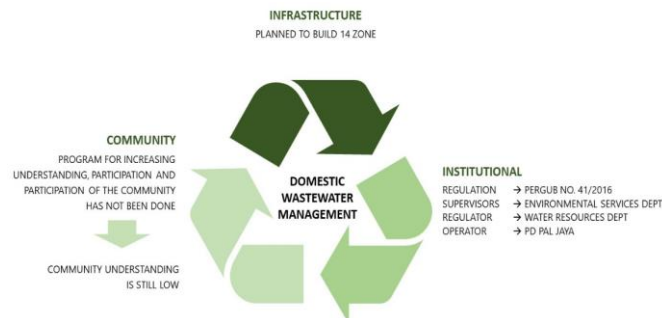 INFRASTRUCTURE
PLANNED TO BUILD 14 ZONE
COMMUNITY
PROGRAM FOR INCREASING
UNDERSTANDING, PARTICIPATION AND
PARTICIPATION OF THE COMMUNITY
HAS NOT BEEN DONE
COMMUNITY UNDERSTANDING
IS STILL LOW
DOMESTIC
WASTEWATER
MANAGEMENT
INSTITUTIONAL
REGULATION → PERGUB NO. 41/2016
SUPERVISORS → ENVIRONMENTAL SERVICES DEPT
REGULATOR → WATER RESOURCES DEPT
OPERATOR → PD PAL JAYA